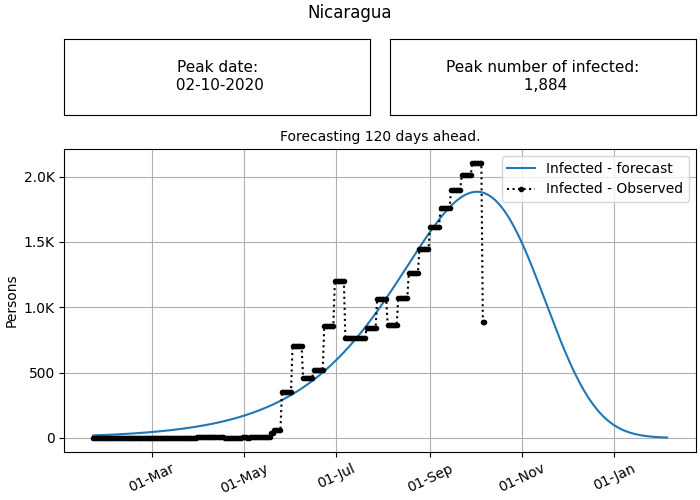 Nicaragua
Peak date:
02-10-2020
Peak number of infected:
1,884
Forecasting 120 days ahead.
Infected - forecast
Infected - Observed
2.0K
1.5K
1.0K
500
0
Persons
01-Mar
01-May
01-Jul
01-Sep
01-Nov
01-Jan